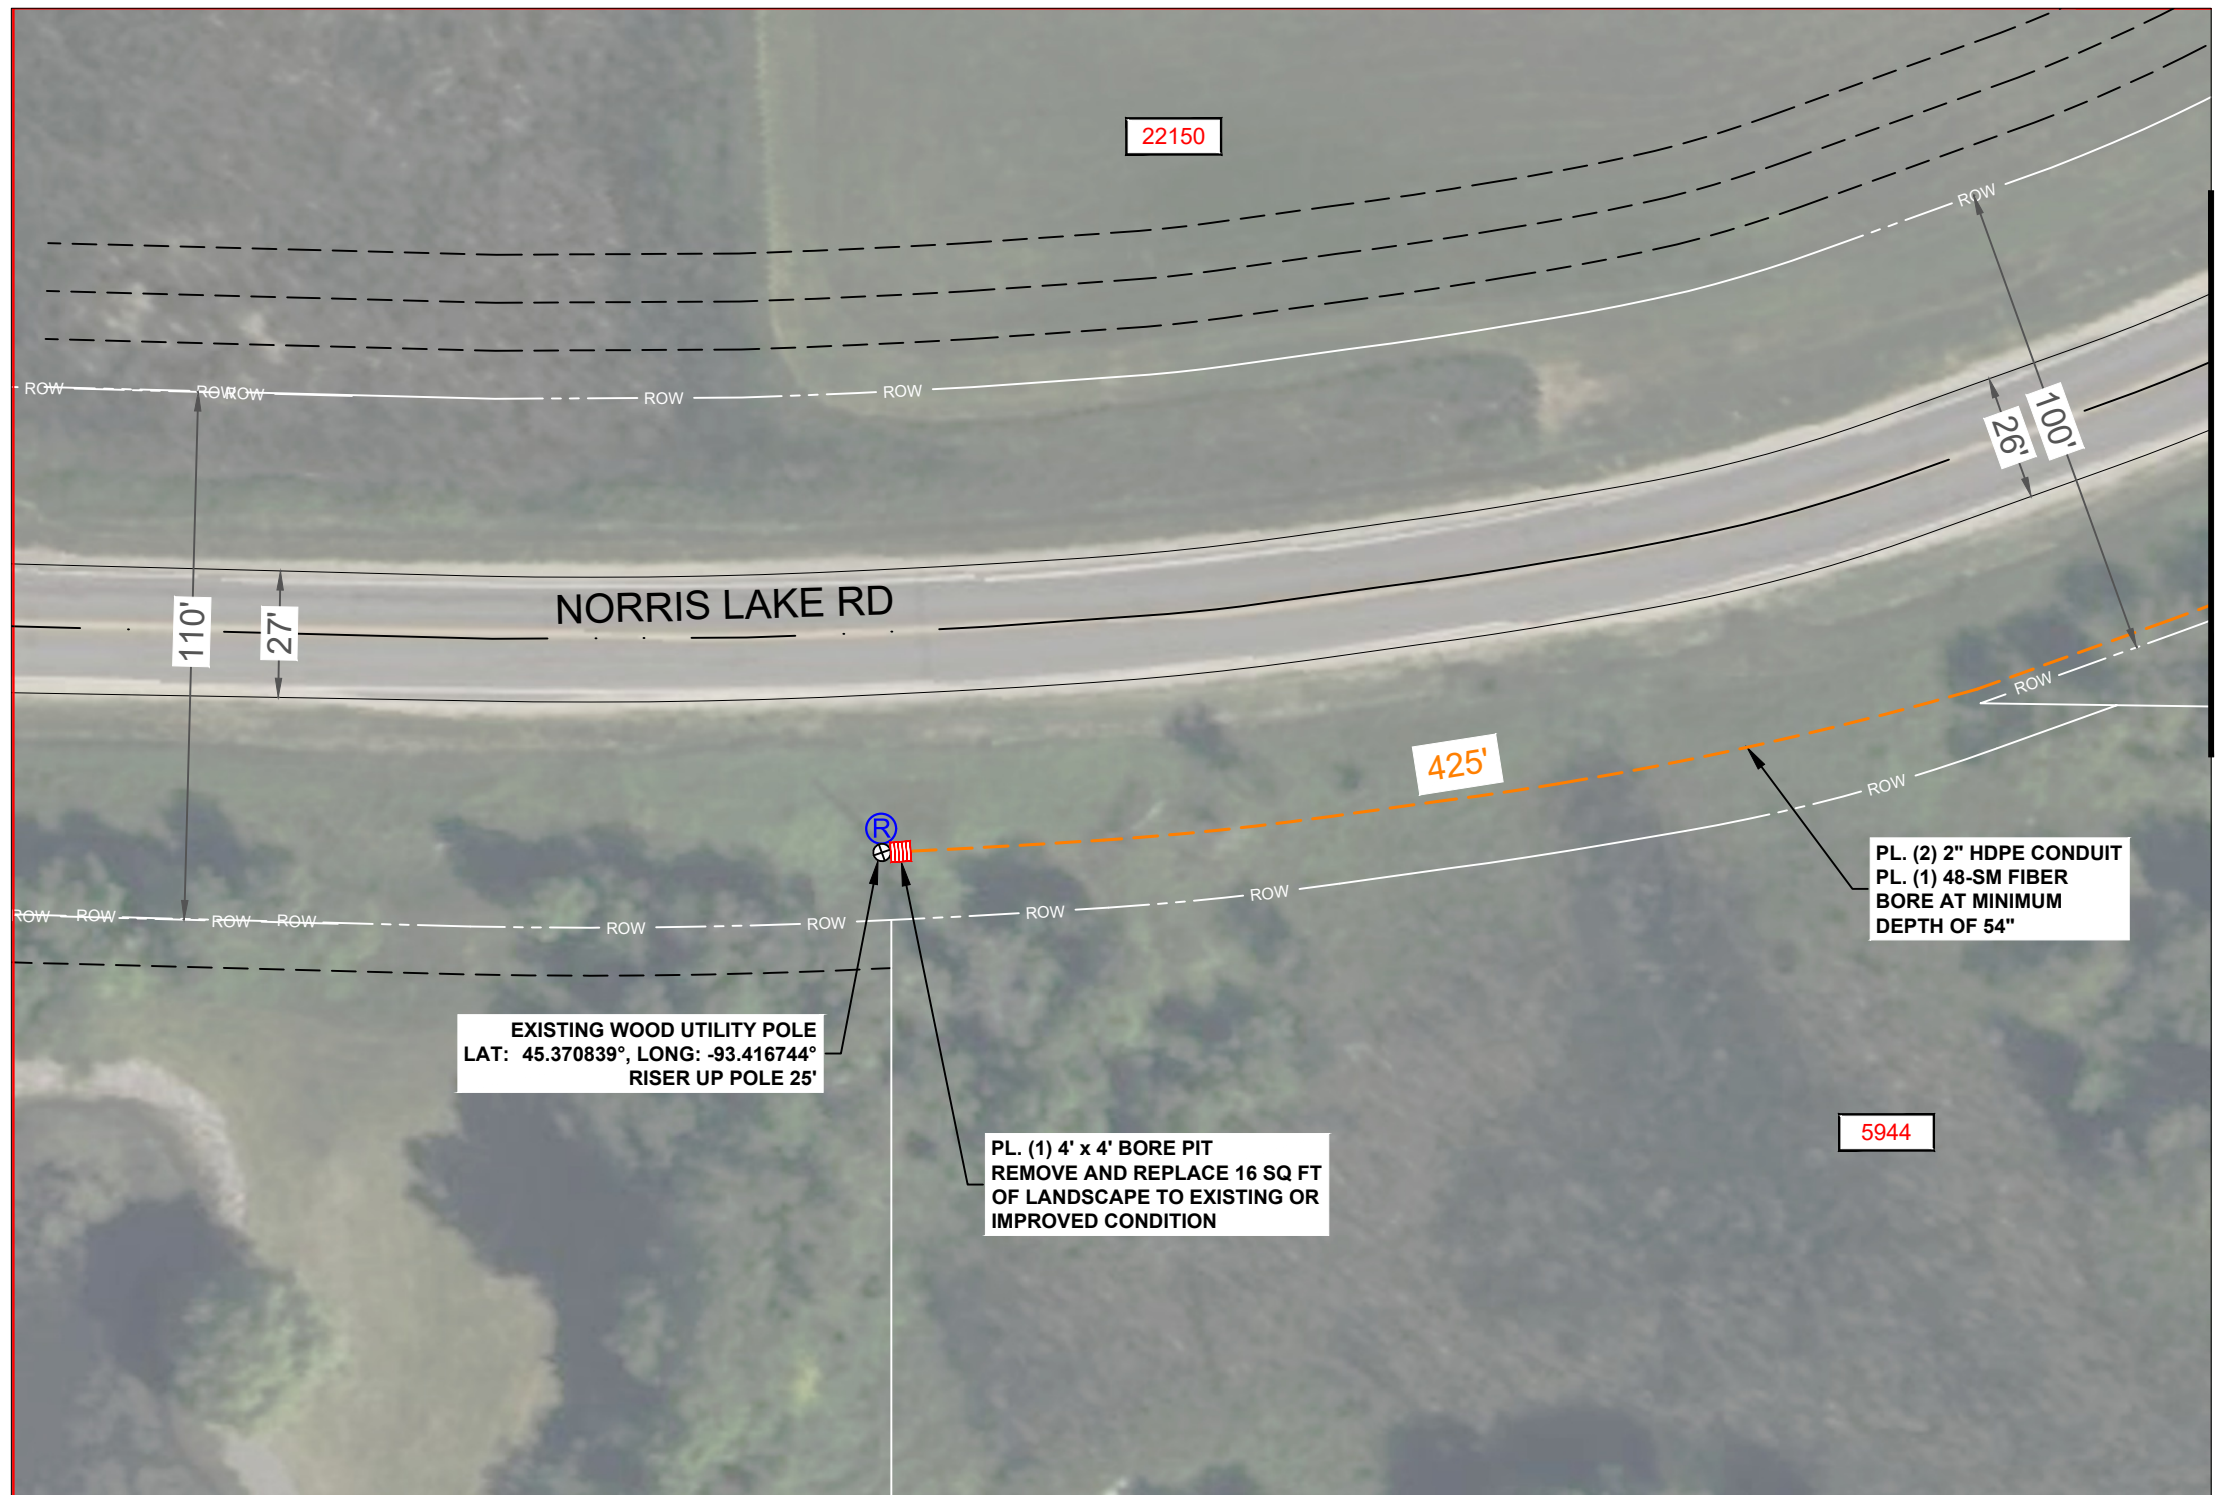 22150
ROW
ROW
ROW
ROW
ROW
ROW
100'
26'
NORRIS LAKE RD
110'
27'
ROW
425'
ROW
R
PL. (2) 2" HDPE CONDUIT
PL. (1) 48-SM FIBER
BORE AT MINIMUM
DEPTH OF 54"
ROW
ROW
ROW
ROW
ROW
ROW
ROW
ROW
EXISTING WOOD UTILITY POLE
LAT: 45.370839°, LONG: -93.416744°
RISER UP POLE 25'
PL. (1) 4' x 4' BORE PIT
REMOVE AND REPLACE 16 SQ FT
OF LANDSCAPE TO EXISTING OR
IMPROVED CONDITION
5944